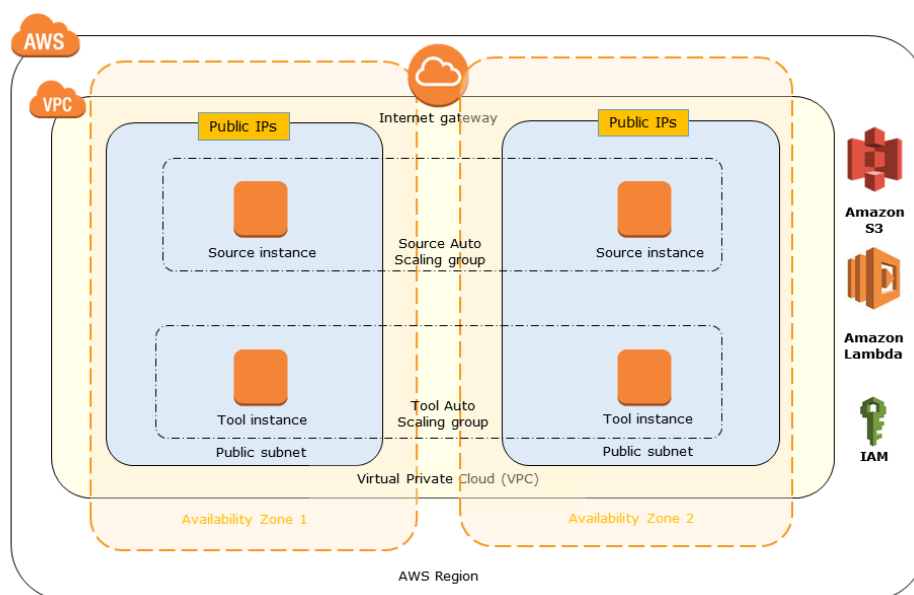 AWS
VPC
Internet gateway
Public IPs
Public IPs
Source instance
Source instance
Source Auto
Scaling group
Tool instance
Tool instance
Tool Auto
Scaling group
Public subnet
Public subnet
Virtual Private Cloud (VPC)
Availability Zone 1
Availability Zone 2
AWS Region
Amazon
S3
Amazon
Lambda
IAM